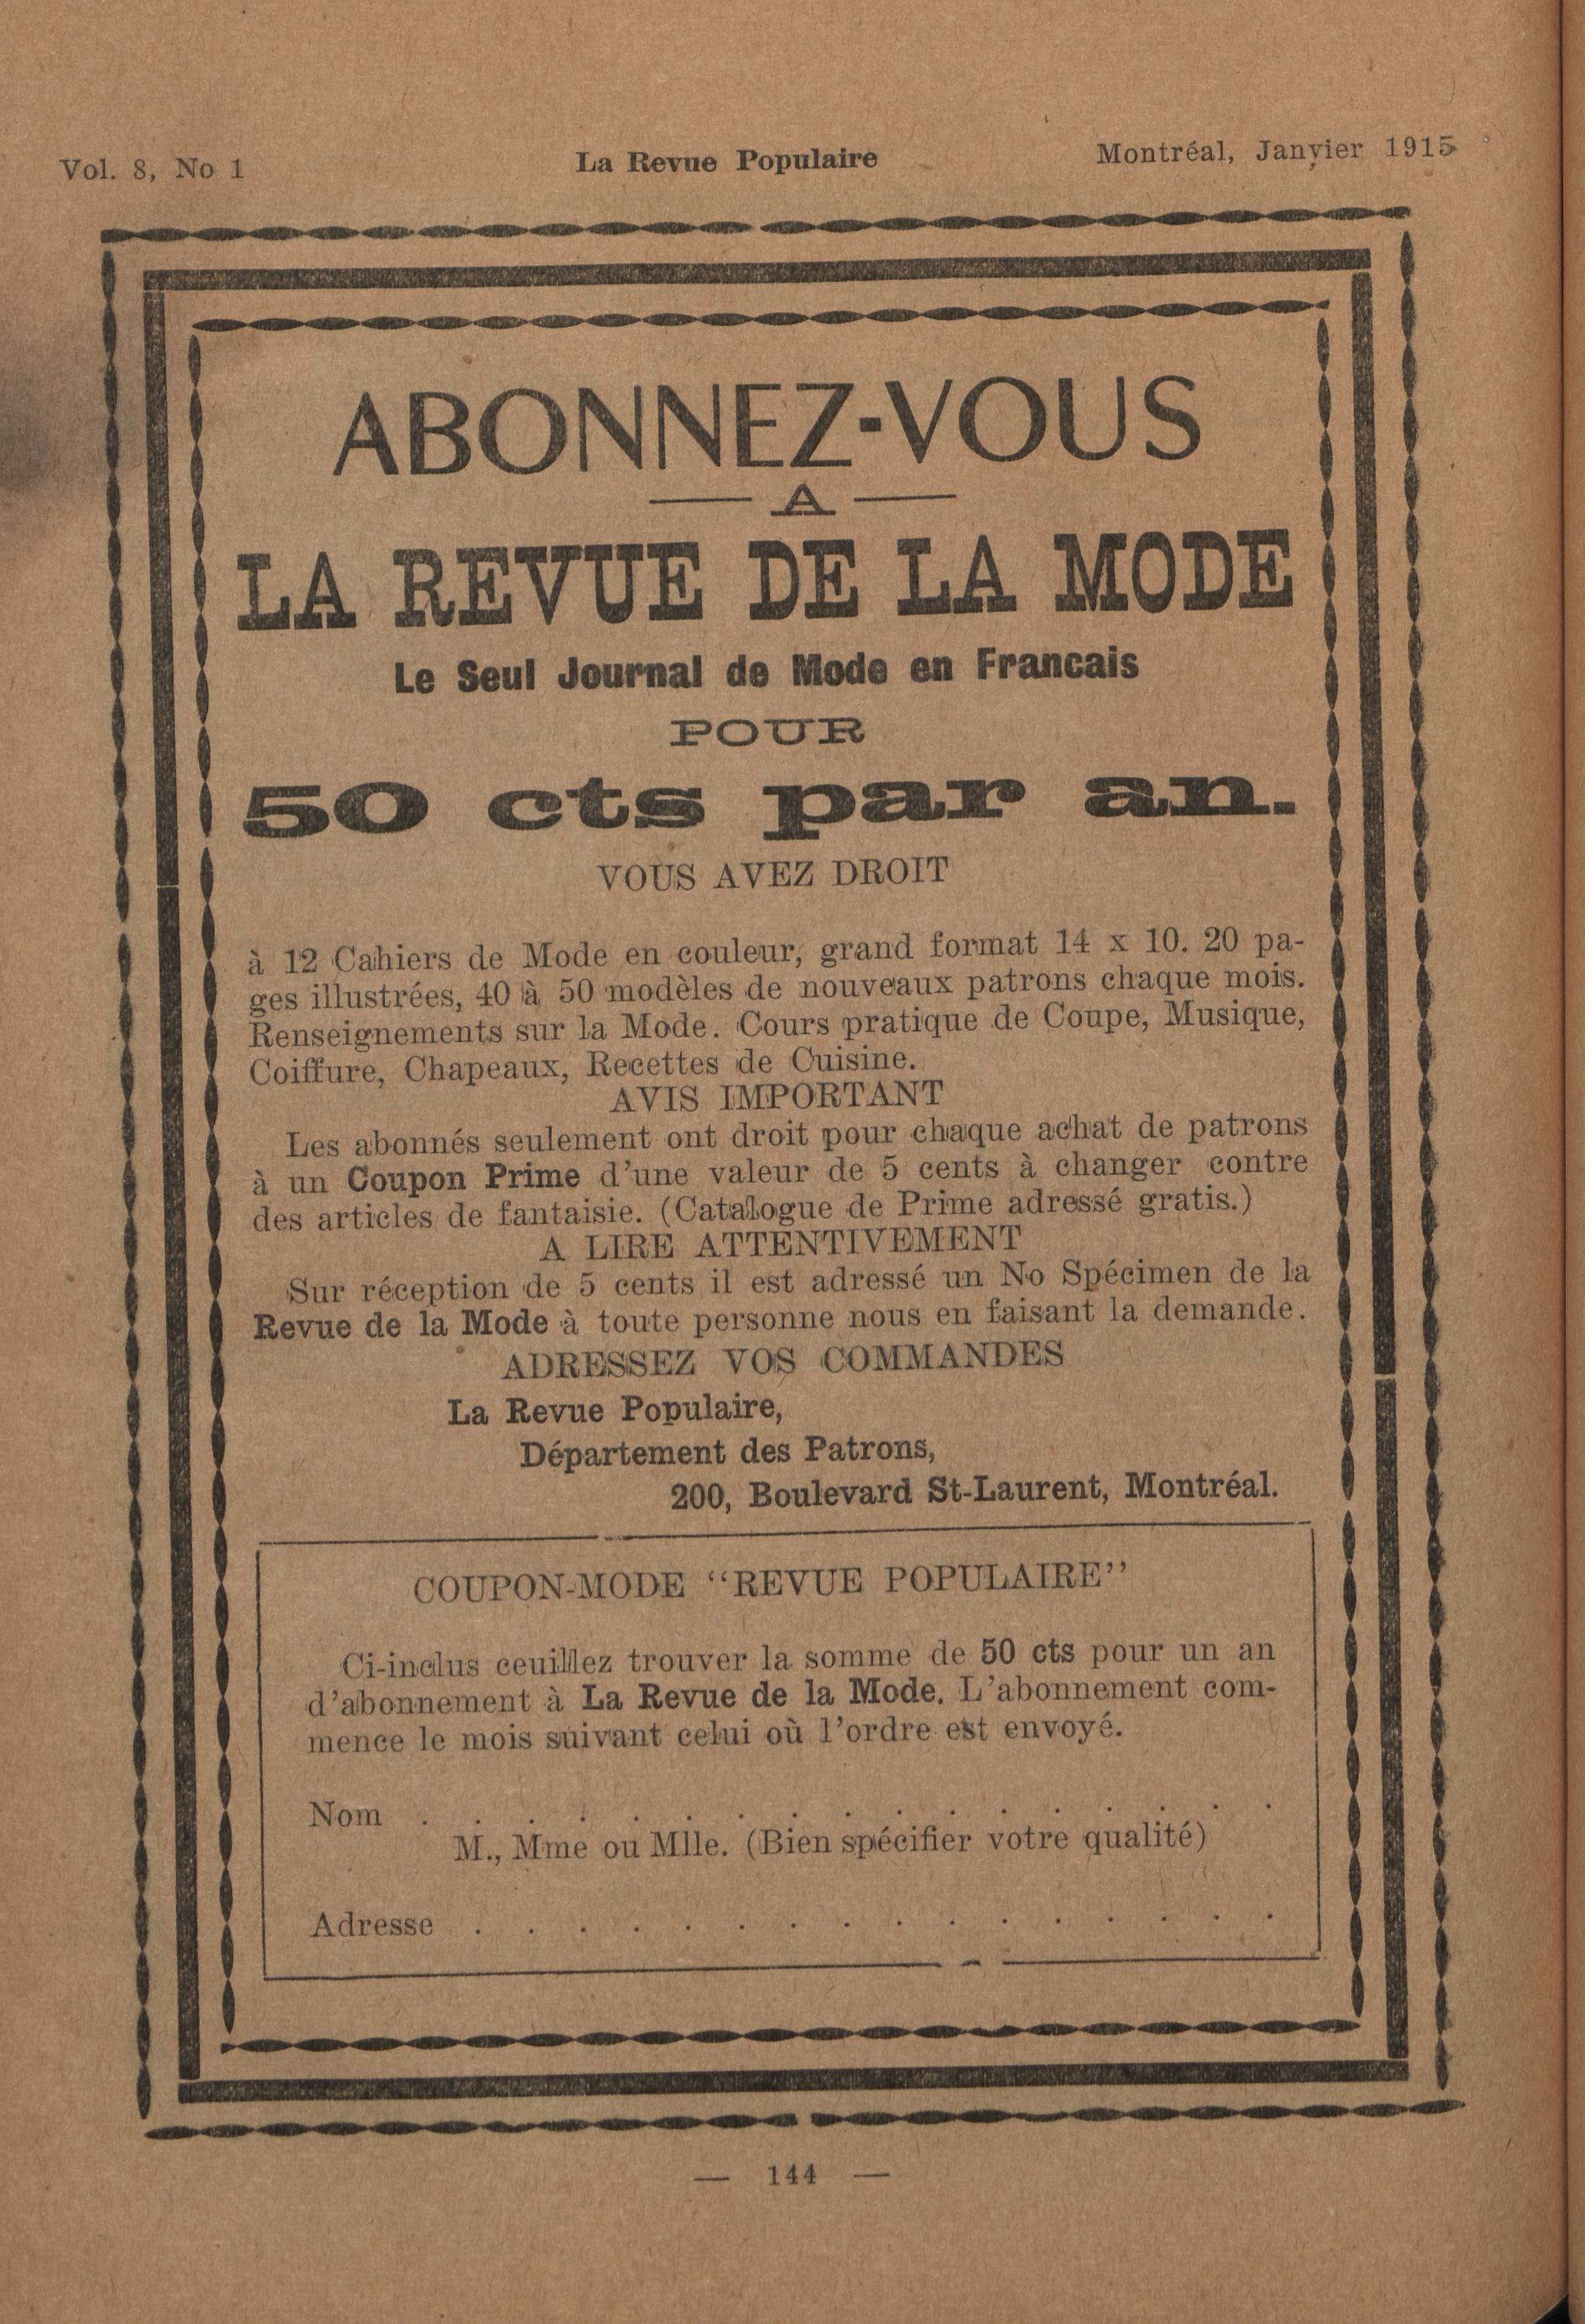 Vol. 8, No 1 La Revue Populaire Montréal, Janvier 1915
ABONNEZ-VOUS
A
LA REVUE DE LA MODE
Le Seul Journal de Mode en Francais
POUR
50 cts par an.
VOUS AVEZ DROIT
à 12 Cahiers de Mode en couleur, grand format 14 x 10. 20 pa-
ges illustrées, 40 à 50 modèles de nouveaux patrons chaque mois.
Renseignements sur la Mode. Cours pratique de Coupe, Musique,
Coiffure, Chapeaux, Recettes de Cuisine.
AVIS IMPORTANT
Les abonnés seulement ont droit pour chaque achat de patrons
à un Coupon Prime d'une valeur de 5 cents à changer contre
des articles de fantaisie. (Catalogue de Prime adressé gratis.)
A LIRE ATTENTIVEMENT
Sur réception de 5 cents il est adressé un No Spécimen de la
Revue de la Mode à toute personne nous en faisant la demande.
ADRESSEZ VOS COMMANDES
La Revue Populaire,
Département des Patrons,
200, Boulevard St-Laurent, Montréal.
COUPON-MODE "REVUE POPULAIRE"
Ci-inclus ceuillez trouver la somme de 50 cts pour un an
d'abonnement à La Revue de la Mode. L'abonnement com-
mence le mois suivant celui où l'ordre est envoyé.
Nom . . . . . . . . . . . . . . . . .
M., Mme ou Mlle. (Bien spécifier votre qualité)
Adresse . . . . . . . . . . . . . . . .
— 144 —